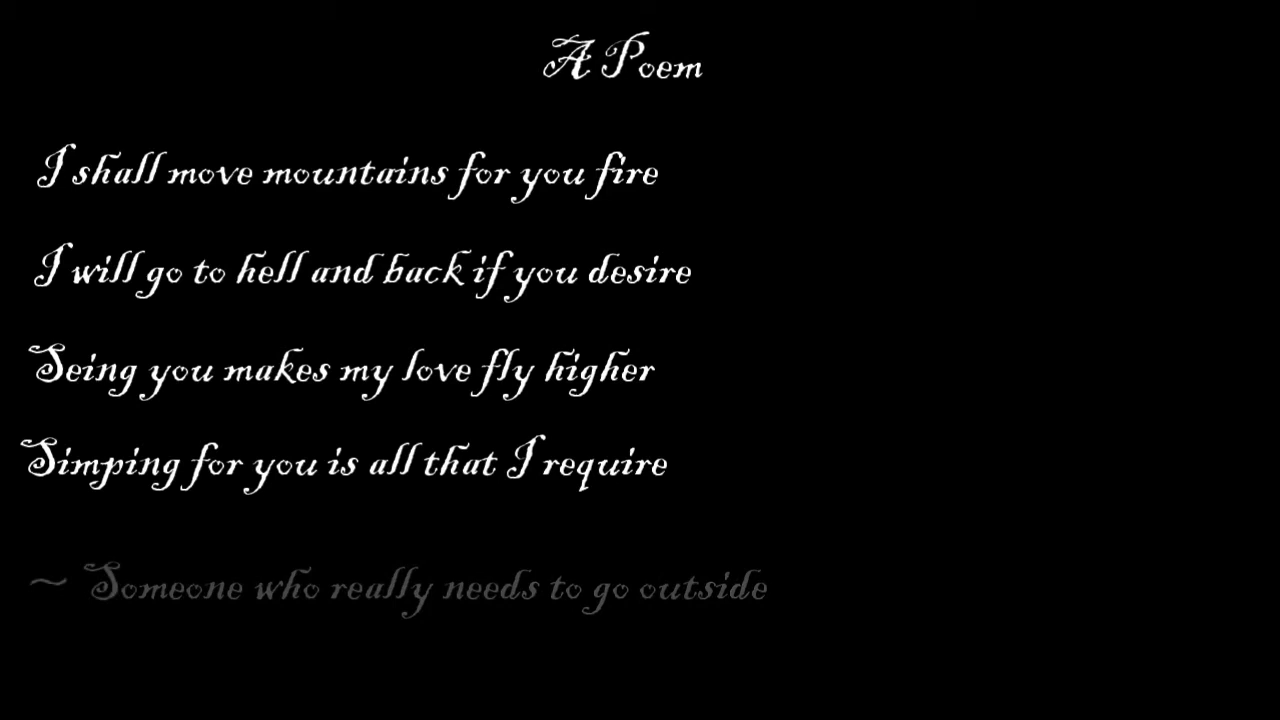 A Poem
I shall move mountains for you fire
I will go to hell and back if you desire
Seing you makes my love fly higher
Simping for you is all that I require
~ Someone who really needs to go outside